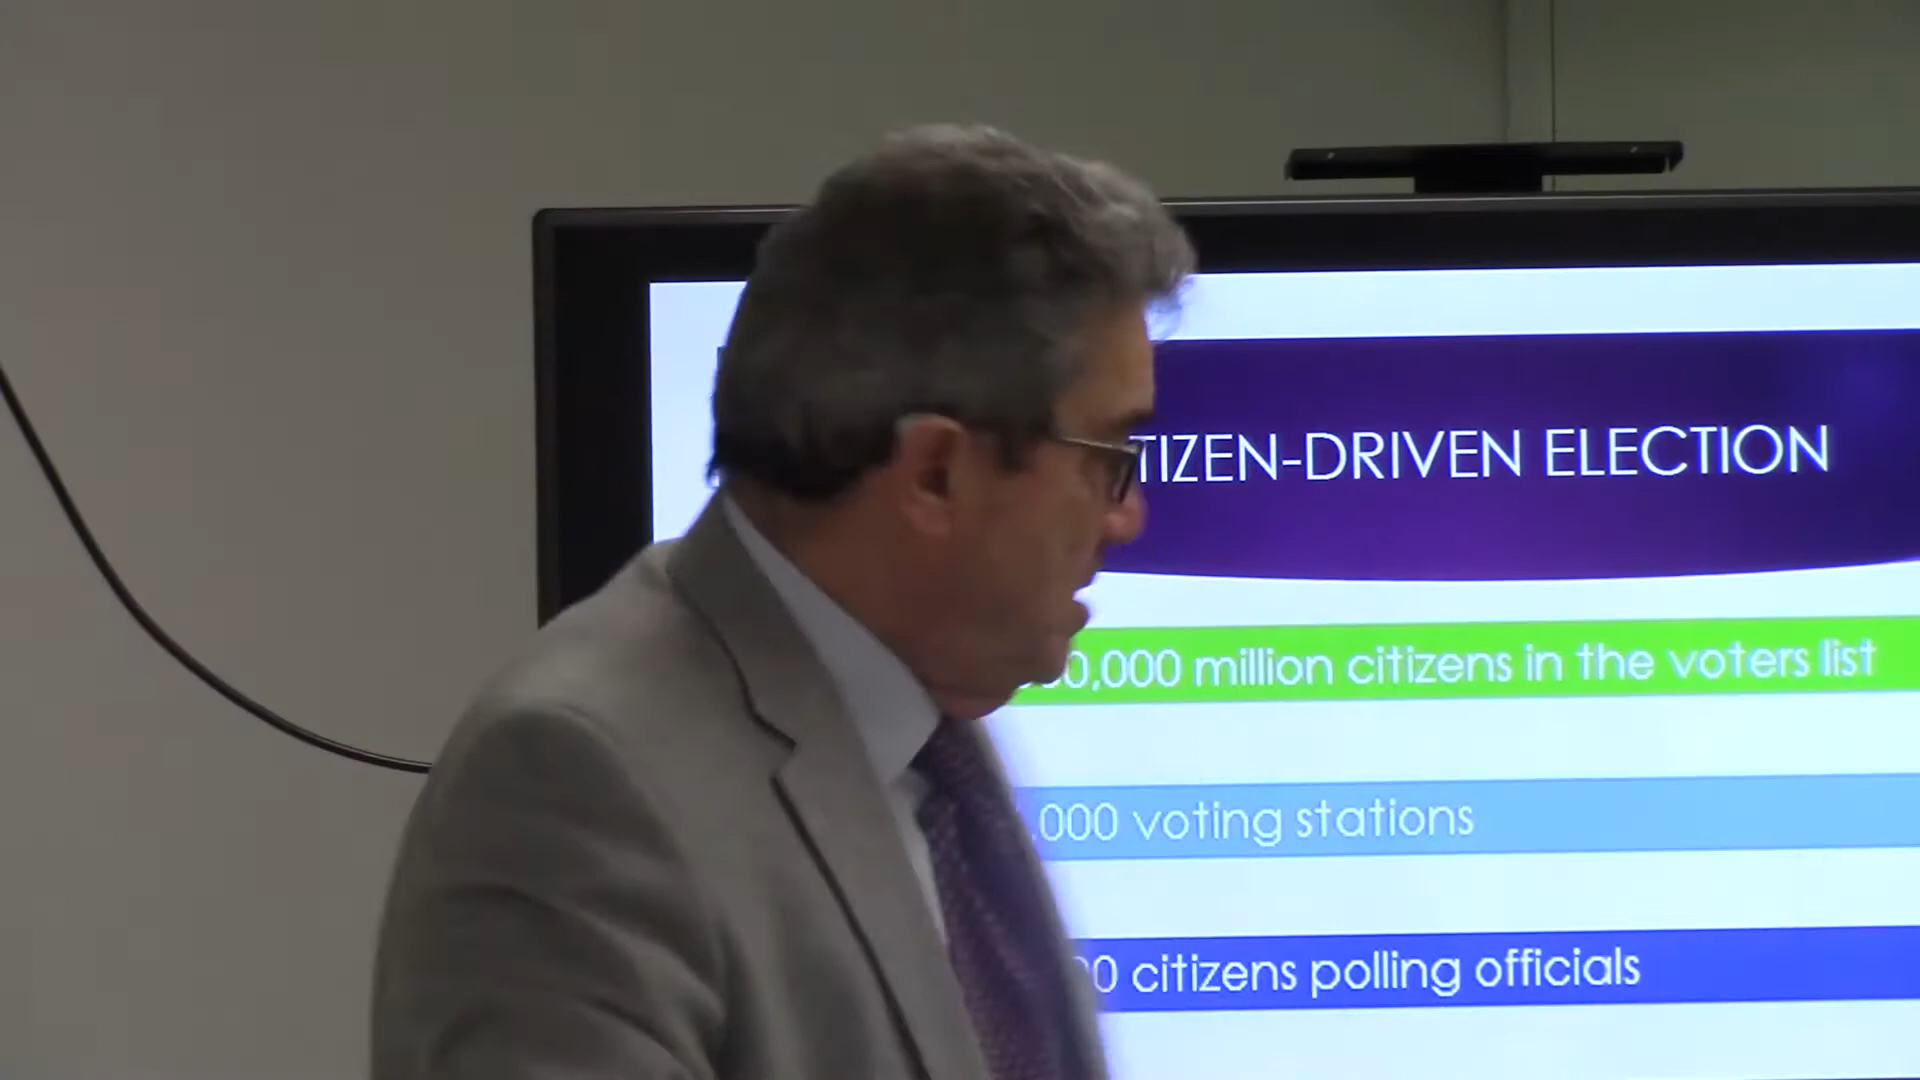 TIZEN-DRIVEN ELECTION
0,000 million citizens in the voters list
,000 voting stations
0 citizens polling officials